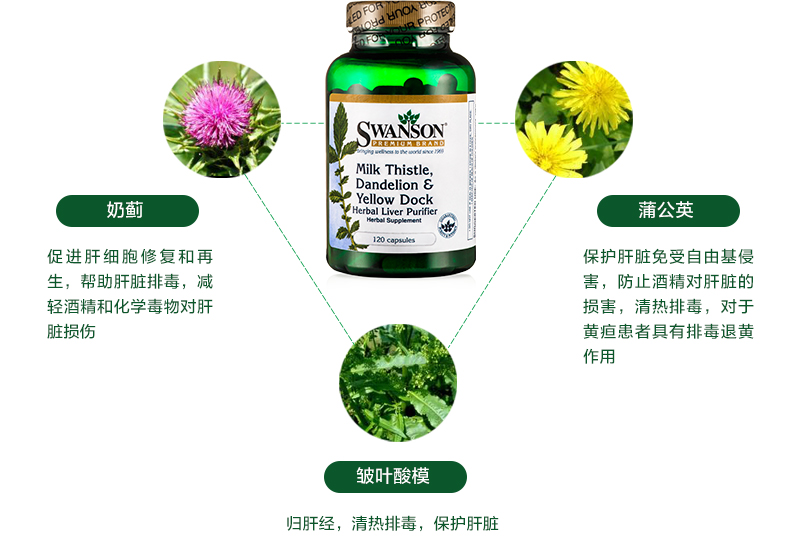 SWANSON®
PREMIUM BRAND
bringing wellness to the world since 1969
Milk Thistle,
Dandelion &
Yellow Dock
Herbal Liver Purifier
Herbal Supplement
120 capsules
奶蓟
促进肝细胞修复和再
生，帮助肝脏排毒，减
轻酒精和化学毒物对肝
脏损伤
蒲公英
保护肝脏免受自由基侵
害，防止酒精对肝脏的
损害，清热排毒，对于
黄疸患者具有排毒退黄
作用
皱叶酸模
归肝经，清热排毒，保护肝脏